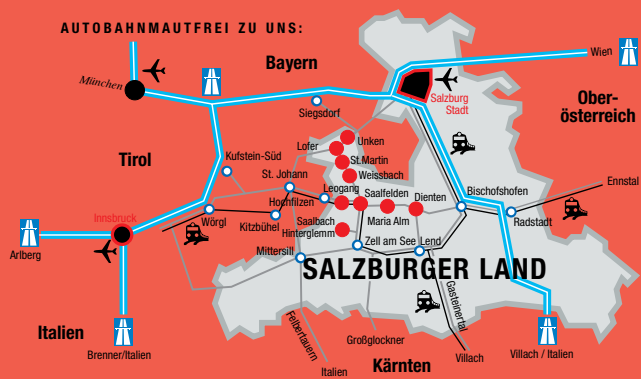 AUTOBAHNMAUTFREI ZU UNS:
Wien
München
Bayern
Salzburg
Stadt
Ober-
österreich
Siegsdorf
Unken
Lofer
Tirol
Kufstein-Süd
St.Martin
Weissbach
St. Johann
Leogang
Saalfelden
Dienten
Bischofshofen
Ennstal
Hochfilzen
Innsbruck
Wörgl
Kitzbühel
Saalbach
Hinterglemm
Maria Alm
Radstadt
Zell am See
Lend
Arlberg
Mittersill
SALZBURGER LAND
Gasteinertal
Felbertauern
Italien
Brenner/Italien
Großglockner
Villach
Villach / Italien
Kärnten
Italien